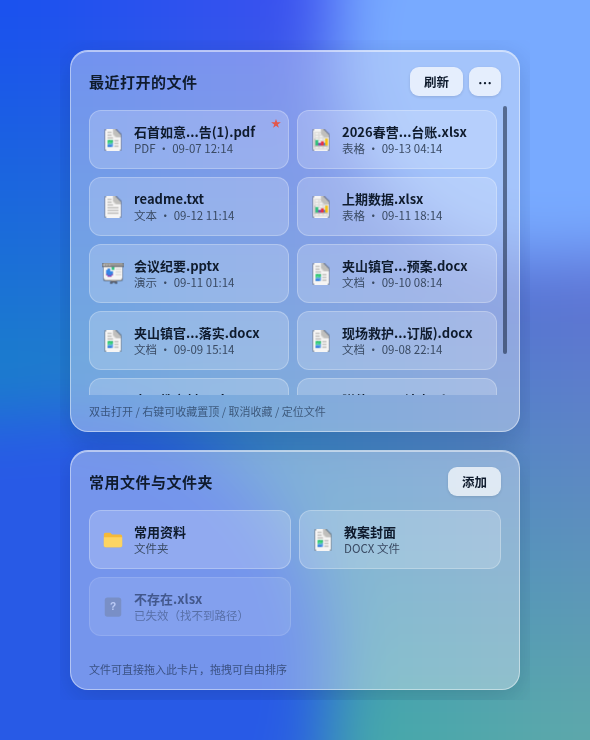 最近打开的文件
刷新
...
石首如意...告(1).pdf
PDF • 09-07 12:14
2026春营...台账.xlsx
表格 • 09-13 04:14
readme.txt
文本 • 09-12 11:14
上期数据.xlsx
表格 • 09-11 18:14
会议纪要.pptx
演示 • 09-11 01:14
夹山镇官...预案.docx
文档 • 09-10 08:14
夹山镇官...落实.docx
文档 • 09-09 15:14
现场救护...订版).docx
文档 • 09-08 22:14
双击打开 / 右键可收藏置顶 / 取消收藏 / 定位文件
常用文件与文件夹
添加
常用资料
文件夹
教案封面
DOCX 文件
不存在.xlsx
已失效（找不到路径）
文件可直接拖入此卡片，拖拽可自由排序